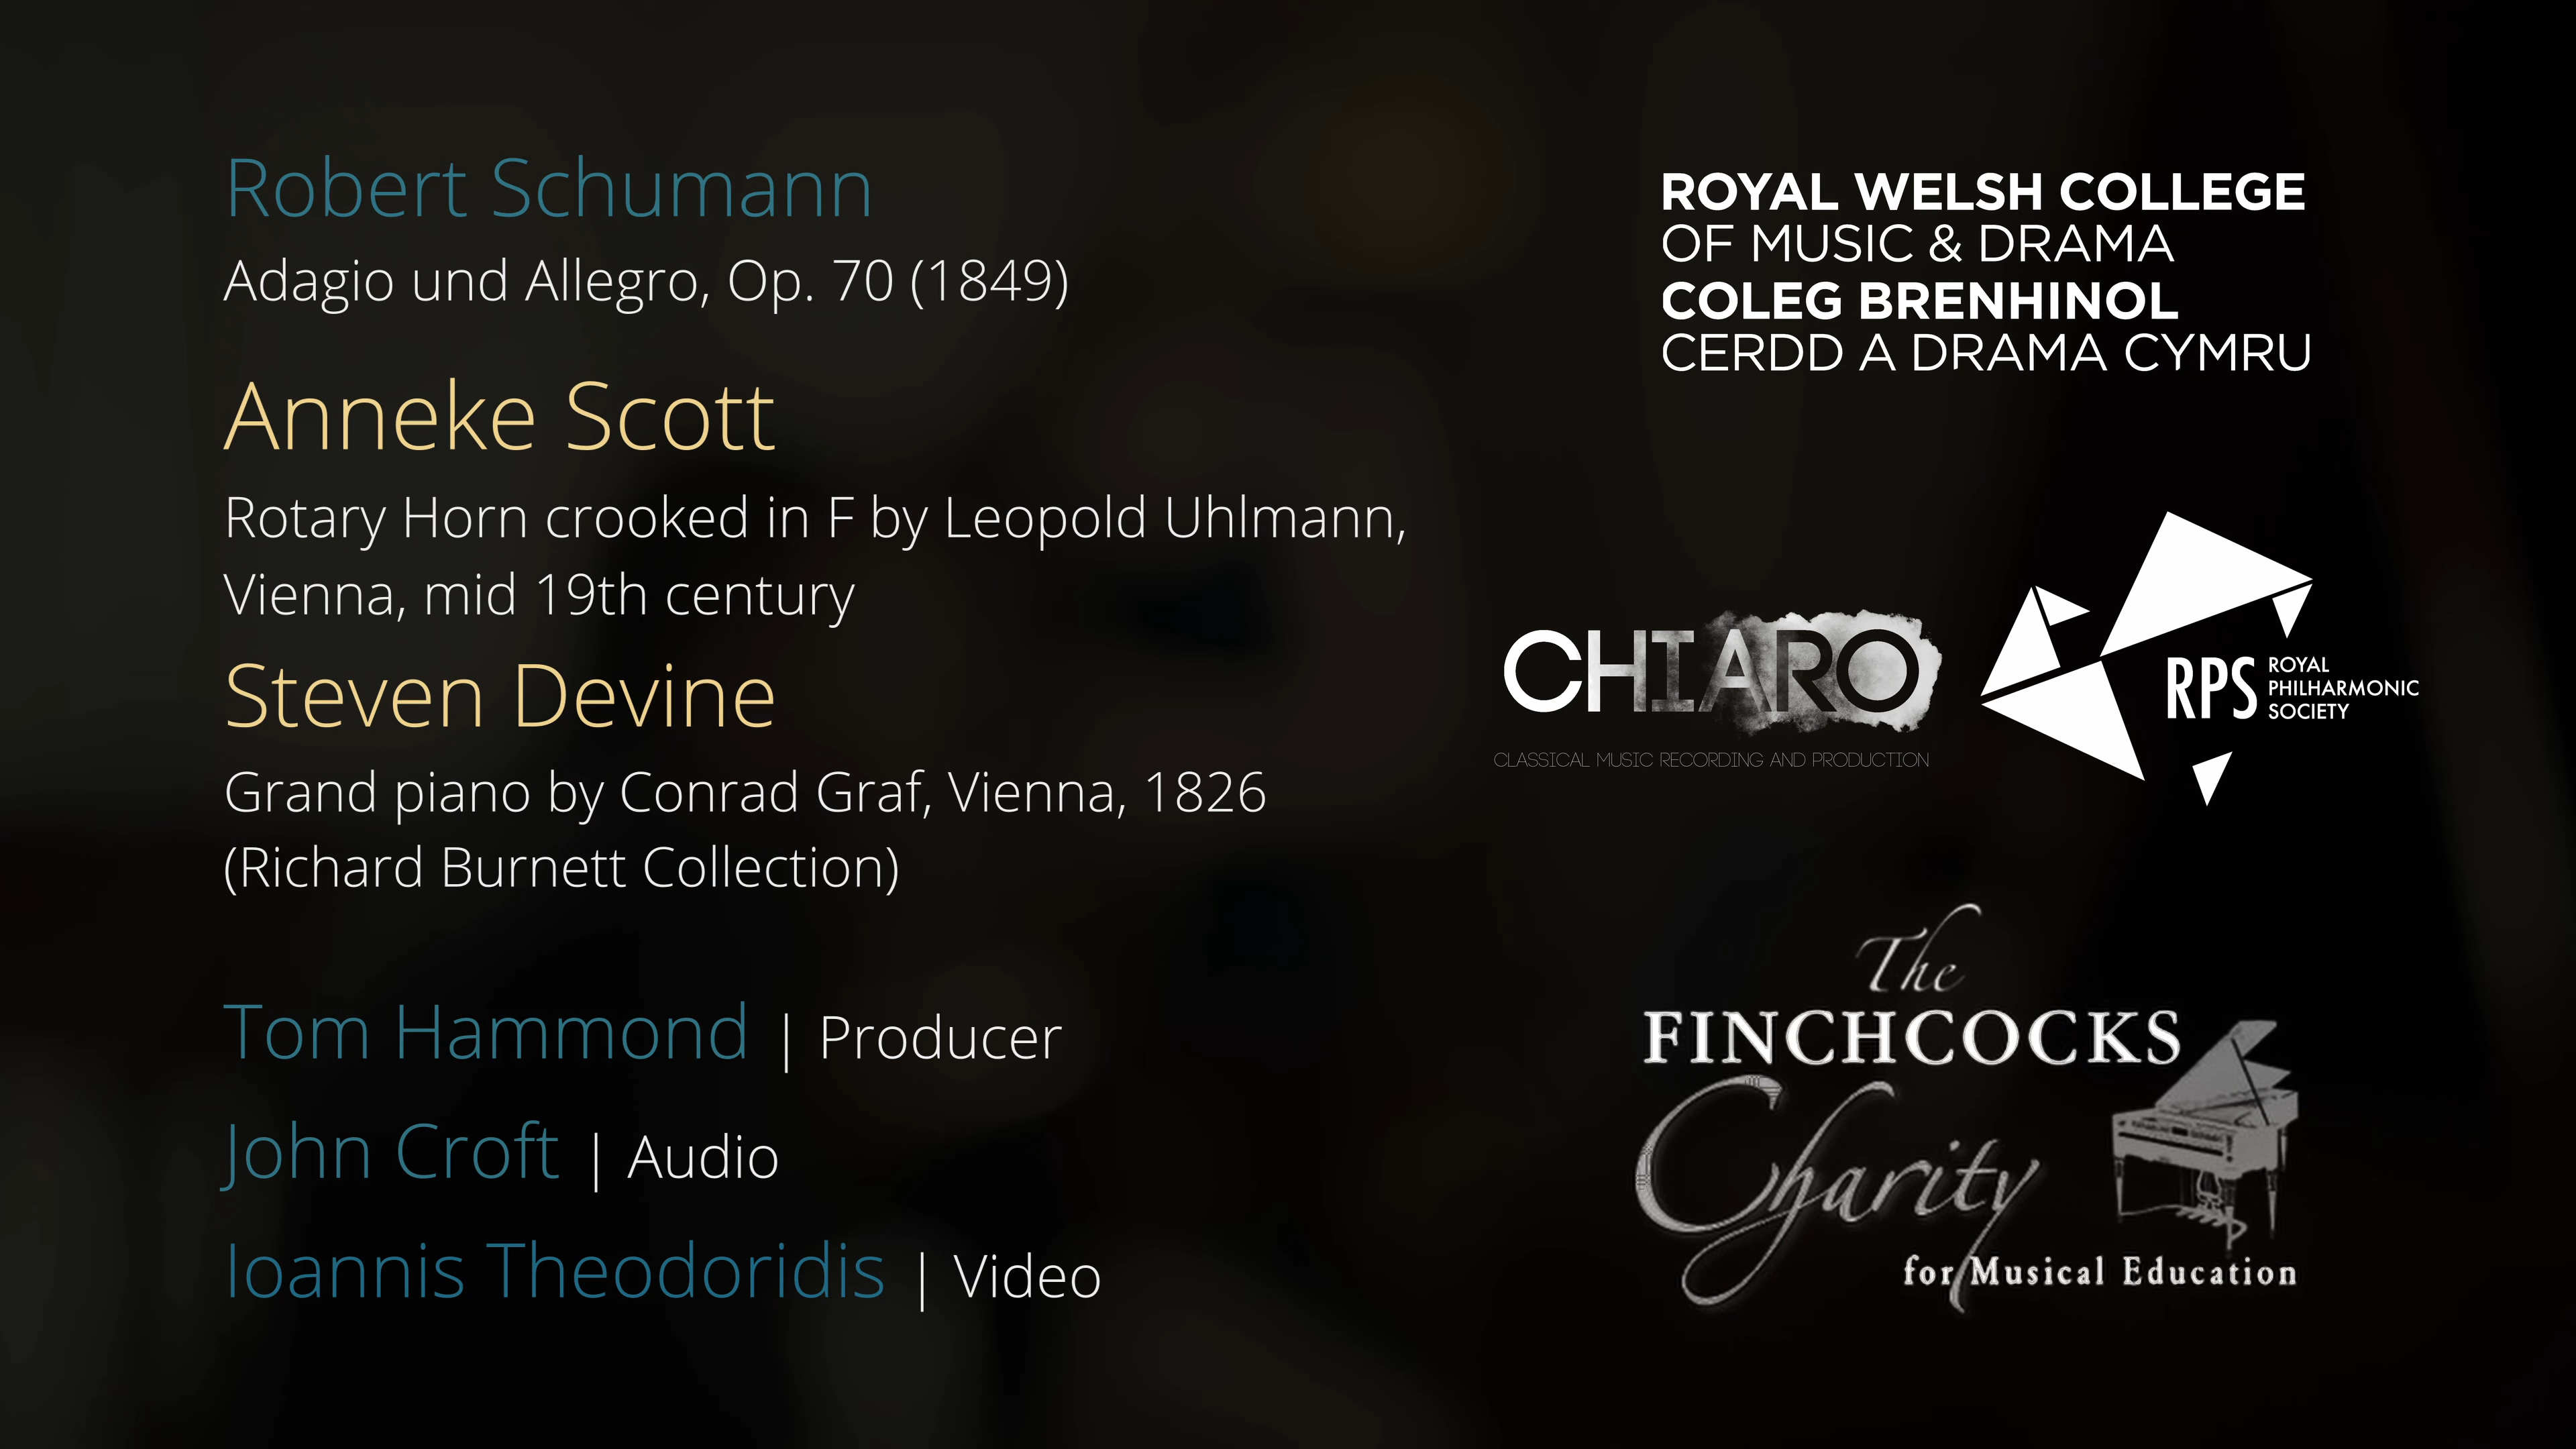 Robert Schumann
Adagio und Allegro, Op. 70 (1849)
Anneke Scott
Rotary Horn crooked in F by Leopold Uhlmann,
Vienna, mid 19th century
Steven Devine
Grand piano by Conrad Graf, Vienna, 1826
(Richard Burnett Collection)
Tom Hammond | Producer
John Croft | Audio
Ioannis Theodoridis | Video
ROYAL WELSH COLLEGE
OF MUSIC & DRAMA
COLEG BRENHINOL
CERDD A DRAMA CYMRU
CHIARO
CLASSICAL MUSIC RECORDING AND PRODUCTION
RPS
ROYAL
PHILHARMONIC
SOCIETY
The
FINCHCOCKS
Charity
for Musical Education